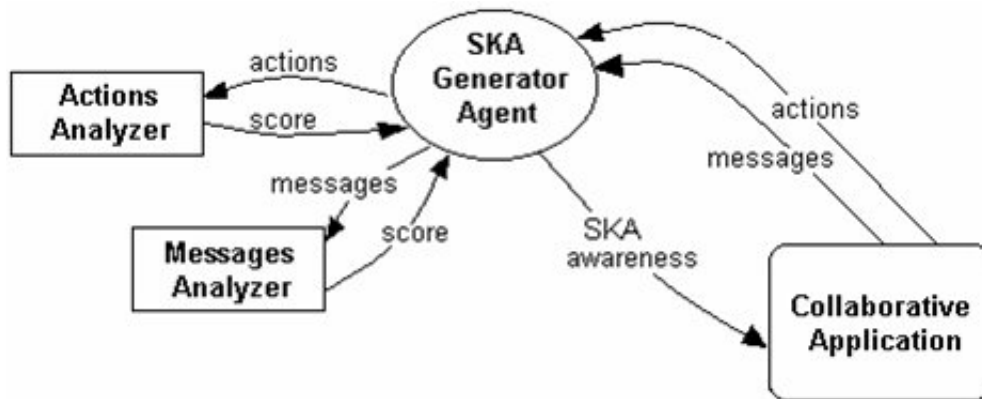 SKA
Generator
Agent
actions
Actions
Analyzer
score
actions
messages
messages
score
SKA
awareness
Messages
Analyzer
Collaborative
Application